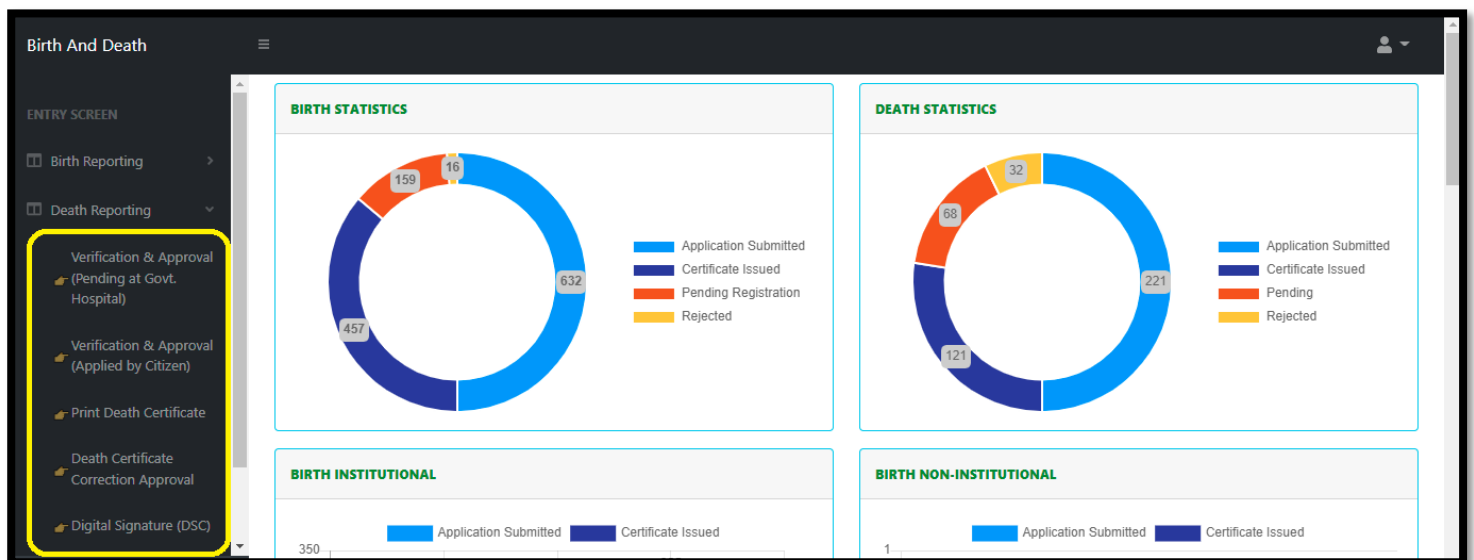 Birth And Death
ENTRY SCREEN
Birth Reporting
Death Reporting
Verification & Approval
(Pending at Govt.
Hospital)
Verification & Approval
(Applied by Citizen)
Print Death Certificate
Death Certificate
Correction Approval
Digital Signature (DSC)
BIRTH STATISTICS
16
159
632
457
Application Submitted
Certificate Issued
Pending Registration
Rejected
DEATH STATISTICS
32
68
221
121
Application Submitted
Certificate Issued
Pending
Rejected
BIRTH INSTITUTIONAL
Application Submitted Certificate Issued
350
BIRTH NON-INSTITUTIONAL
Application Submitted Certificate Issued
1